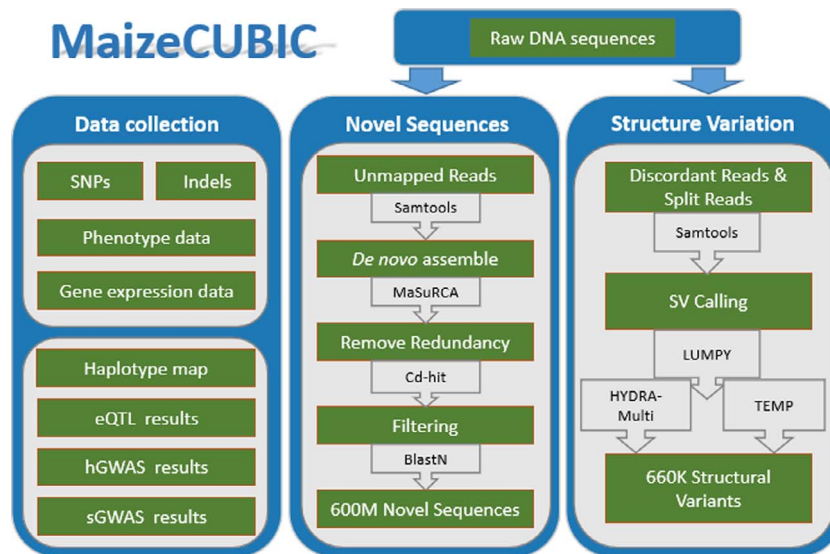 MaizeCUBIC
Raw DNA sequences
Data collection
SNPs
Indels
Phenotype data
Gene expression data
Haplotype map
eQTL results
hGWAS results
sGWAS results
Novel Sequences
Unmapped Reads
Samtools
De novo assemble
MaSuRCA
Remove Redundancy
Cd-hit
Filtering
BlastN
600M Novel Sequences
Structure Variation
Discordant Reads &
Split Reads
Samtools
SV Calling
LUMPY
HYDRA-
Multi
TEMP
660K Structural
Variants